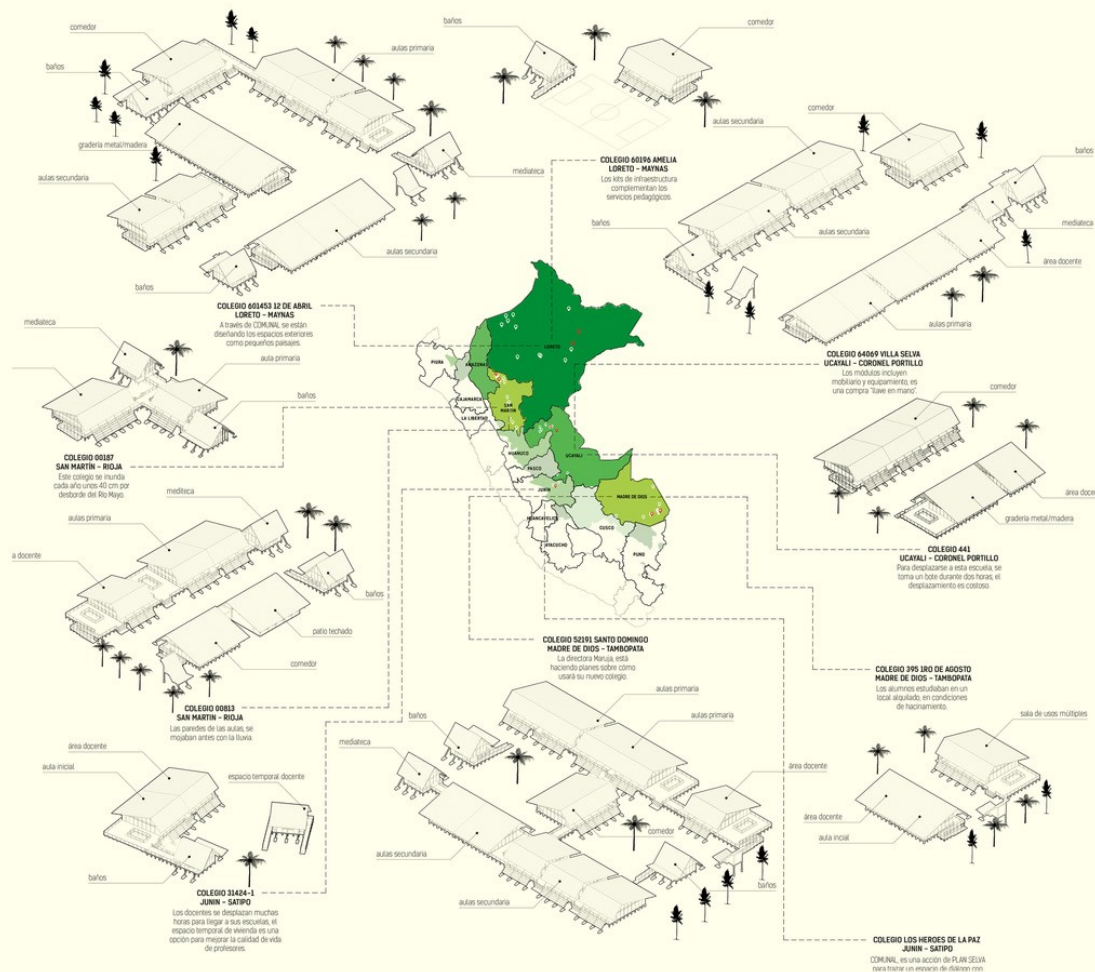 comedor
aulas primaria
baños
gradería metal/madera
aulas secundaria
mediateca
aulas secundaria
baños
COLEGIO 601453 12 DE ABRIL
LORETO - MAYNAS
A través de COMUNAL se están
diseñando los espacios exteriores
como pequeños paisajes.
baños
comedor
COLEGIO 60196 AMELIA
LORETO - MAYNAS
Los kits de infraestructura
complementan los
servicios pedagógicos.
aulas secundaria
comedor
baños
baños
aulas secundaria
mediateca
área docente
aulas primaria
COLEGIO 64069 VILLA SELVA
UCAYALI - CORONEL PORTILLO
Los módulos incluyen
mobiliario y equipamiento, es
una compra "llave en mano".
mediateca
aula primaria
baños
COLEGIO 00187
SAN MARTÍN - RIOJA
Este colegio se inunda
cada año unos 40 cm por
desborde del Río Mayo.
PIURA
AMAZONAS
LORETO
CAJAMARCA
SAN
MARTÍN
LA LIBERTAD
HUANUCO
UCAYALI
PASCO
JUNIN
MADRE DE DIOS
HUANCAVELICA
CUSCO
AYACUCHO
PUNO
comedor
área docente
gradería metal/madera
COLEGIO 441
UCAYALI - CORONEL PORTILLO
Para desplazarse a esta escuela, se
toma un bote durante dos horas, el
desplazamiento es costoso.
mediteca
aulas primaria
a docente
baños
patio techado
comedor
COLEGIO 00813
SAN MARTIN - RIOJA
Las paredes de las aulas, se
mojaban antes con la lluvia.
COLEGIO 52191 SANTO DOMINGO
MADRE DE DIOS - TAMBOPATA
La directora Maruja, está
haciendo planes sobre cómo
usará su nuevo colegio.
COLEGIO 395 1RO DE AGOSTO
MADRE DE DIOS - TAMBOPATA
Los alumnos estudiaban en un
local alquilado, en condiciones
de hacinamiento.
área docente
aula inicial
espacio temporal docente
baños
COLEGIO 31424-1
JUNIN - SATIPO
Los docentes se desplazan muchas
horas para llegar a sus escuelas, el
espacio temporal de vivienda es una
opción para mejorar la calidad de vida
de profesores.
aulas primaria
aulas primaria
baños
mediateca
área docente
comedor
aulas secundaria
aulas secundaria
baños
sala de usos múltiples
área docente
aula incial
COLEGIO LOS HEROES DE LA PAZ
JUNIN - SATIPO
COMUNAL, es una acción de PLAN SELVA
para trazar un espacio de diálogo con